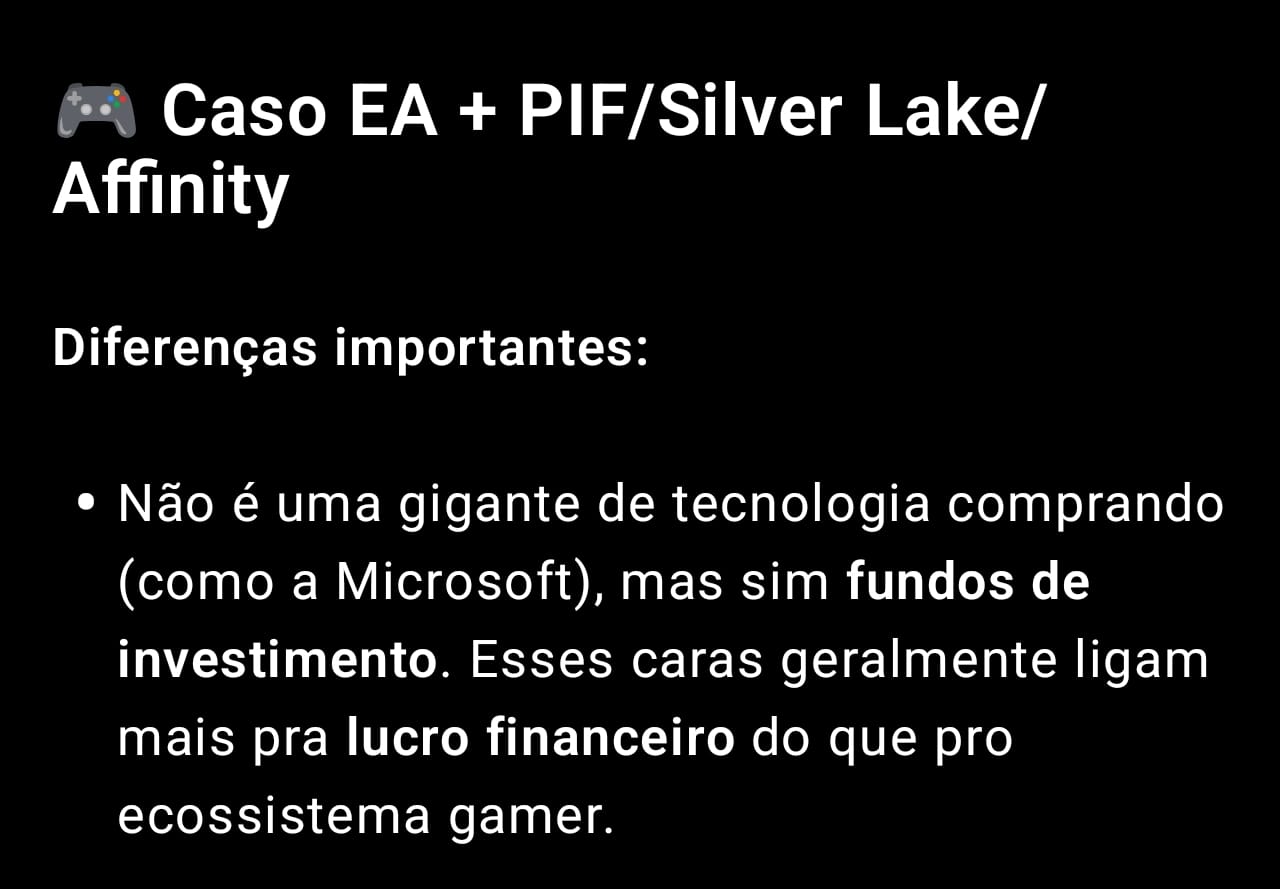 🎮 Caso EA + PIF/Silver Lake/
Affinity
Diferenças importantes:
• Não é uma gigante de tecnologia comprando
(como a Microsoft), mas sim fundos de
investimento. Esses caras geralmente ligam
mais pra lucro financeiro do que pro
ecossistema gamer.